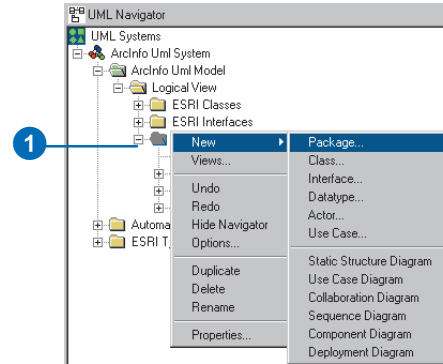 UML Navigator
UML Systems
ArcInfo Uml System
ArcInfo Uml Model
Logical View
ESRI Classes
ESRI Interfaces
1
New
Views...
Undo
Redo
Hide Navigator
Options...
Duplicate
Delete
Rename
Properties...
Package...
Class...
Interface...
Datatype...
Actor...
Use Case...
Static Structure Diagram
Use Case Diagram
Collaboration Diagram
Sequence Diagram
Component Diagram
Deployment Diagram
Automa
ESRI T